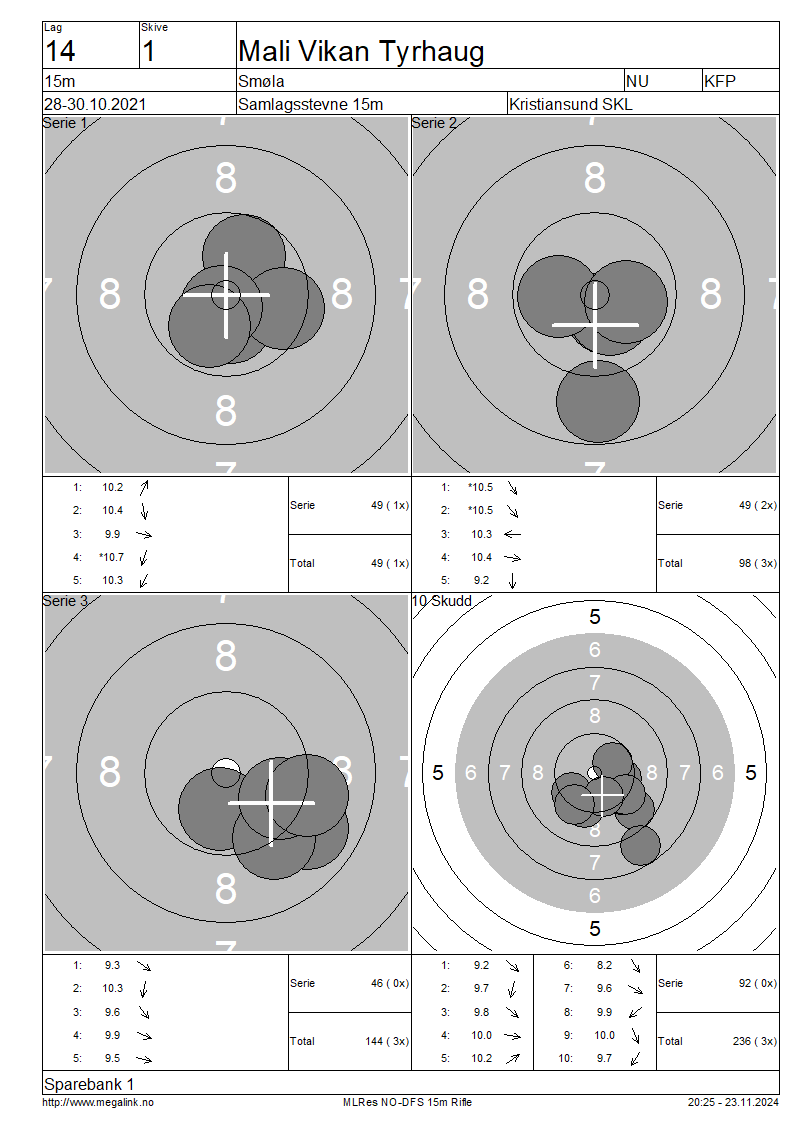 Lag
Skive
14
1
Mali Vikan Tyrhaug
15m
Smøla
NU
KFP
28-30.10.2021
Samlagsstevne 15m
Kristiansund SKL
Serie 1
7
8
7 8 8 7
8
7
Serie 2
7
8
8 8 7
8
7
1: 10.2
2: 10.4
3: 9.9
4: *10.7
5: 10.3
Serie 49 ( 1x)
Total 49 ( 1x)
1: *10.5
2: *10.5
3: 10.3
4: 10.4
5: 9.2
Serie 49 ( 2x)
Total 98 ( 3x)
Serie 3
7
8
7 8 8 7
8
7
10 Skudd
5
6
7
8
5 6 7 8 8 7 6 5
8
7
6
5
1: 9.3
2: 10.3
3: 9.6
4: 9.9
5: 9.5
Serie 46 ( 0x)
Total 144 ( 3x)
1: 9.2
2: 9.7
3: 9.8
4: 10.0
5: 10.2
6: 8.2
7: 9.6
8: 9.9
9: 10.0
10: 9.7
Serie 92 ( 0x)
Total 236 ( 3x)
Sparebank 1
http://www.megalink.no
MLRes NO-DFS 15m Rifle
20:25 - 23.11.2024